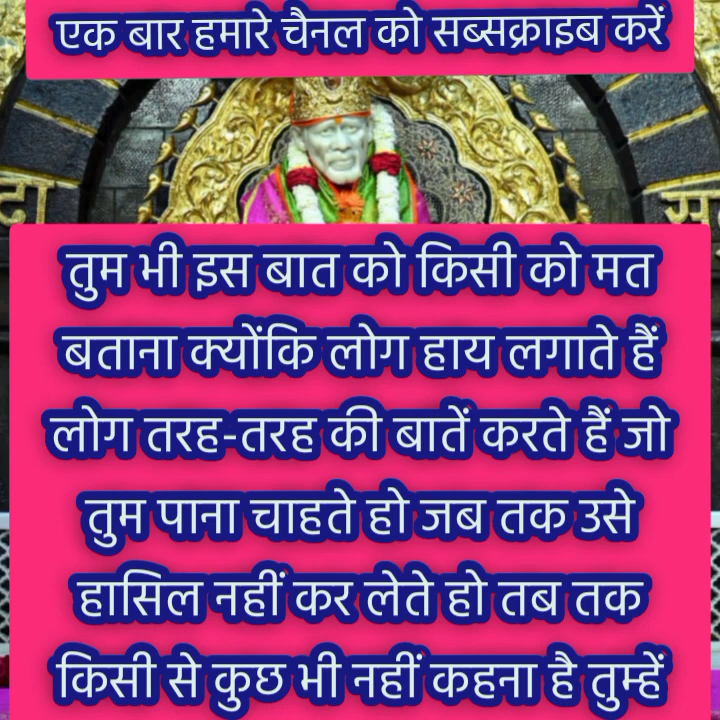 एक बार हमारे चैनल को सब्सक्राइब करें
तुम भी इस बात को किसी को मत
बताना क्योंकि लोग हाय लगाते हैं
लोग तरह-तरह की बातें करते हैं जो
तुम पाना चाहते हो जब तक उसे
हासिल नहीं कर लेते हो तब तक
किसी से कुछ भी नहीं कहना है तुम्हें